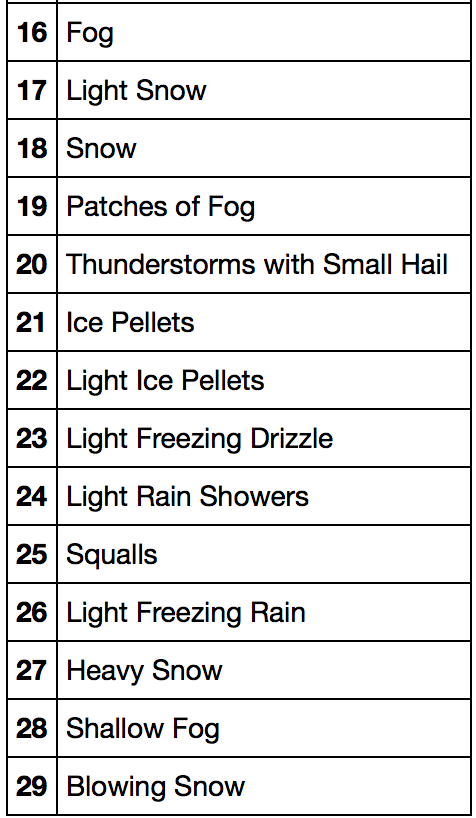 16 Fog
17 Light Snow
18 Snow
19 Patches of Fog
20 Thunderstorms with Small Hail
21 Ice Pellets
22 Light Ice Pellets
23 Light Freezing Drizzle
24 Light Rain Showers
25 Squalls
26 Light Freezing Rain
27 Heavy Snow
28 Shallow Fog
29 Blowing Snow